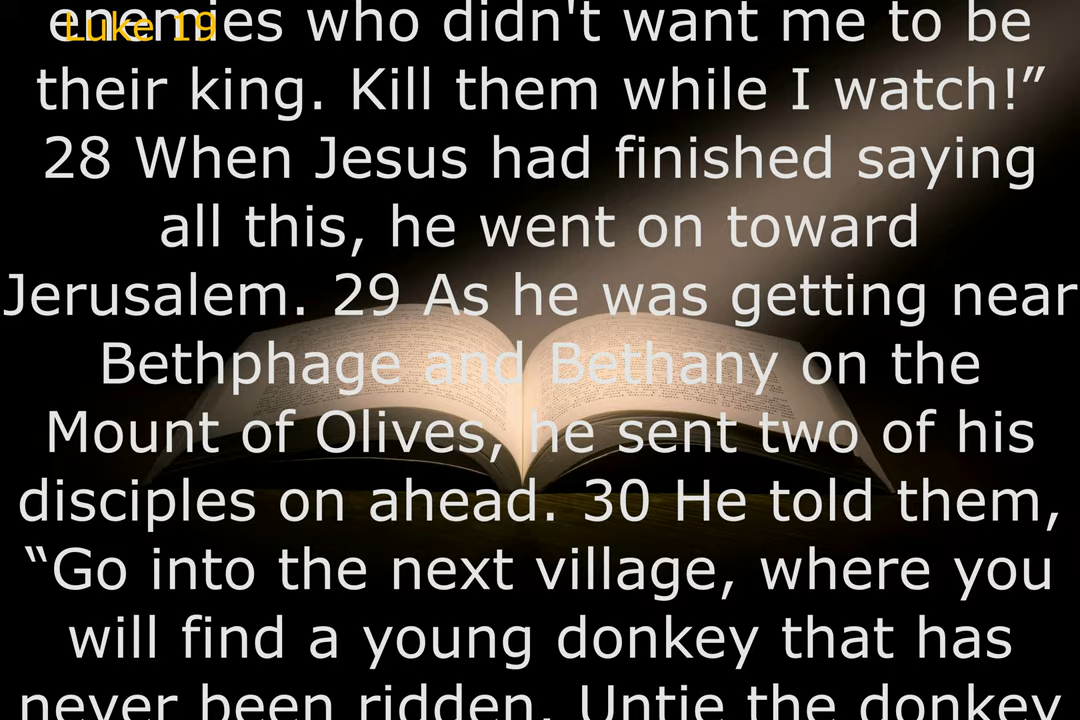 Luke 19
enemies who didn't want me to be
their king. Kill them while I watch!”
28 When Jesus had finished saying
all this, he went on toward
Jerusalem. 29 As he was getting near
Bethphage and Bethany on the
Mount of Olives, he sent two of his
disciples on ahead. 30 He told them,
“Go into the next village, where you
will find a young donkey that has
never been ridden. Untie the donkey